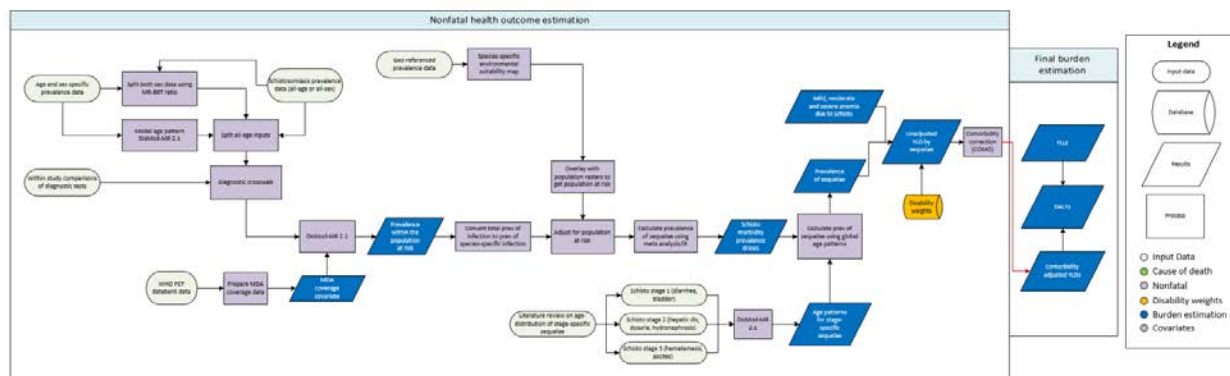 Nonfatal health outcome estimation
Final burden
estimation
Legend
Input data
Database
Results
Process
Input Data
Cause of death
Nonfatal
Disability weights
Burden estimation
Covariates
Geo-referenced
prevalence data
Species-specific
environmental
suitability map
Age and sex specific
prevalence data
Split both sex data using
MR-BRT ratio
Schistosomiasis prevalence
data (all-age or all-sex)
Model age pattern
DisMod-MR 2.1
Split all-age inputs
Within study comparisons
of diagnostic tests
Diagnostic crosswalk
Overlay with
population rasters to
get population at risk
Mild, moderate
and severe anemia
due to schisto
Unadjusted
YLD by
sequelae
Comorbidity
correction
(COMO)
YLLs
Prevalence
of sequelae
Disability
weights
DALYs
DisMod-MR 2.1
Prevalence
within the
population
at risk
Convert total prev of
infection to prev of
species-specific infection
Adjust for population
at risk
Calculate prevalence
of sequelae using
meta analysis fit
Schisto
morbidity
prevalence
draws
Calculate prev of
sequelae using global
age patterns
Comorbidity
adjusted YLDs
WHO PCT
databank data
Prepare MDA
coverage data
MDA
coverage
covariate
Literature review on age-
distribution of stage-specific
sequelae
Schisto stage 1 (diarrhea,
bladder)
Schisto stage 2 (hepatic dis,
dysuria, hydronephrosis)
Schisto stage 3 (hematemesis,
ascites)
DisMod-MR
2.1
Age patterns
for stage-
specific
sequelae